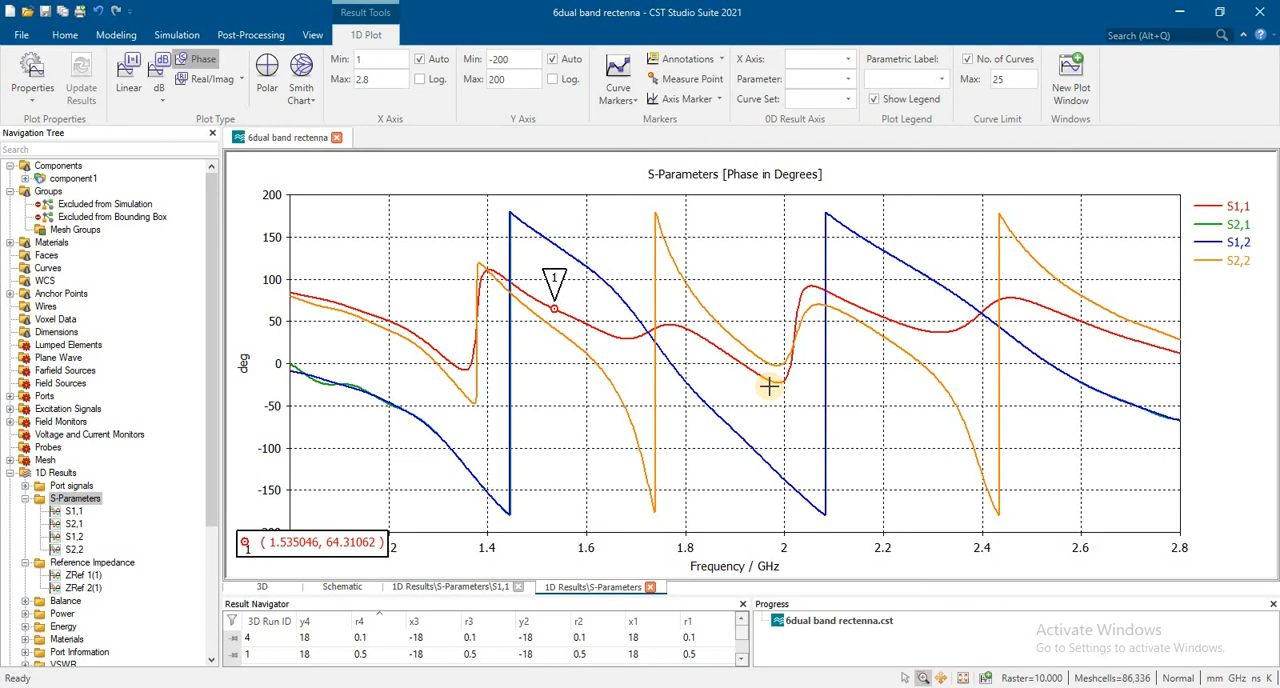 Result Tools
6dual band rectenna - CST Studio Suite 2021
File Home Modeling Simulation Post-Processing View 1D Plot Search (Alt+Q)
Properties
Update Results
Plot Properties
Linear
dB
Phase
Real/Imag
Polar
Smith Chart
Plot Type
Min: 1 Auto
Max: 2.8 Log.
X Axis
Min: -200 Auto
Max: 200 Log.
Y Axis
Curve Markers
Annotations
Measure Point
Axis Marker
Markers
X Axis:
Parameter:
Curve Set:
0D Result Axis
Parametric Label:
Show Legend
Plot Legend
No. of Curves
Max: 25
Curve Limit
New Plot Window
Windows
Navigation Tree
Search
Components
component1
Groups
Excluded from Simulation
Excluded from Bounding Box
Mesh Groups
Materials
Faces
Curves
WCS
Anchor Points
Wires
Voxel Data
Dimensions
Lumped Elements
Plane Wave
Farfield Sources
Field Sources
Ports
Excitation Signals
Field Monitors
Voltage and Current Monitors
Probes
Mesh
1D Results
Port signals
S-Parameters
S1,1
S2,1
S1,2
S2,2
Reference Impedance
ZRef 1(1)
ZRef 2(1)
Balance
Power
Energy
Materials
Port Information
VSWR
6dual band rectenna
S-Parameters [Phase in Degrees]
200
150
100
50
0
-50
-100
-150
-200
deg
1
S1,1
S2,1
S1,2
S2,2
1 ( 1.535046, 64.31062 )
2 1.4 1.6 1.8 2 2.2 2.4 2.6 2.8
Frequency / GHz
3D Schematic 1D Results\S-Parameters\S1,1 1D Results\S-Parameters
Result Navigator
3D Run ID y4 r4 x3 r3 y2 r2 x1 r1
4 18 0.1 -18 0.1 -18 0.1 18 0.1
1 18 0.5 -18 0.5 -18 0.5 18 0.5
Progress
6dual band rectenna.cst
Activate Windows
Go to Settings to activate Windows.
Ready Raster=10.000 Meshcells=86,336 Normal mm GHz ns K